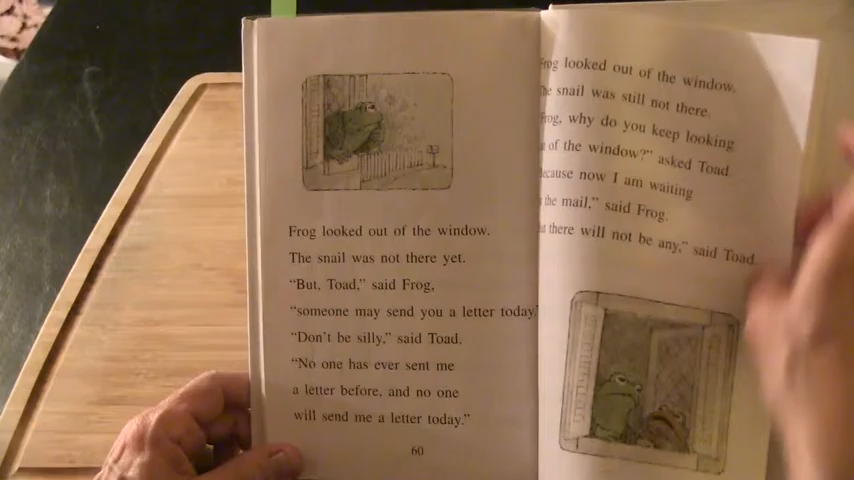 Frog looked out of the window.
The snail was not there yet.
“But, Toad,” said Frog,
“someone may send you a letter today.”
“Don’t be silly,” said Toad.
“No one has ever sent me
a letter before, and no one
will send me a letter today.”
60
Frog looked out of the window.
The snail was still not there.
Frog, why do you keep looking
of the window?” asked Toad.
because now I am waiting
the mail,” said Frog.
there will not be any,” said Toad